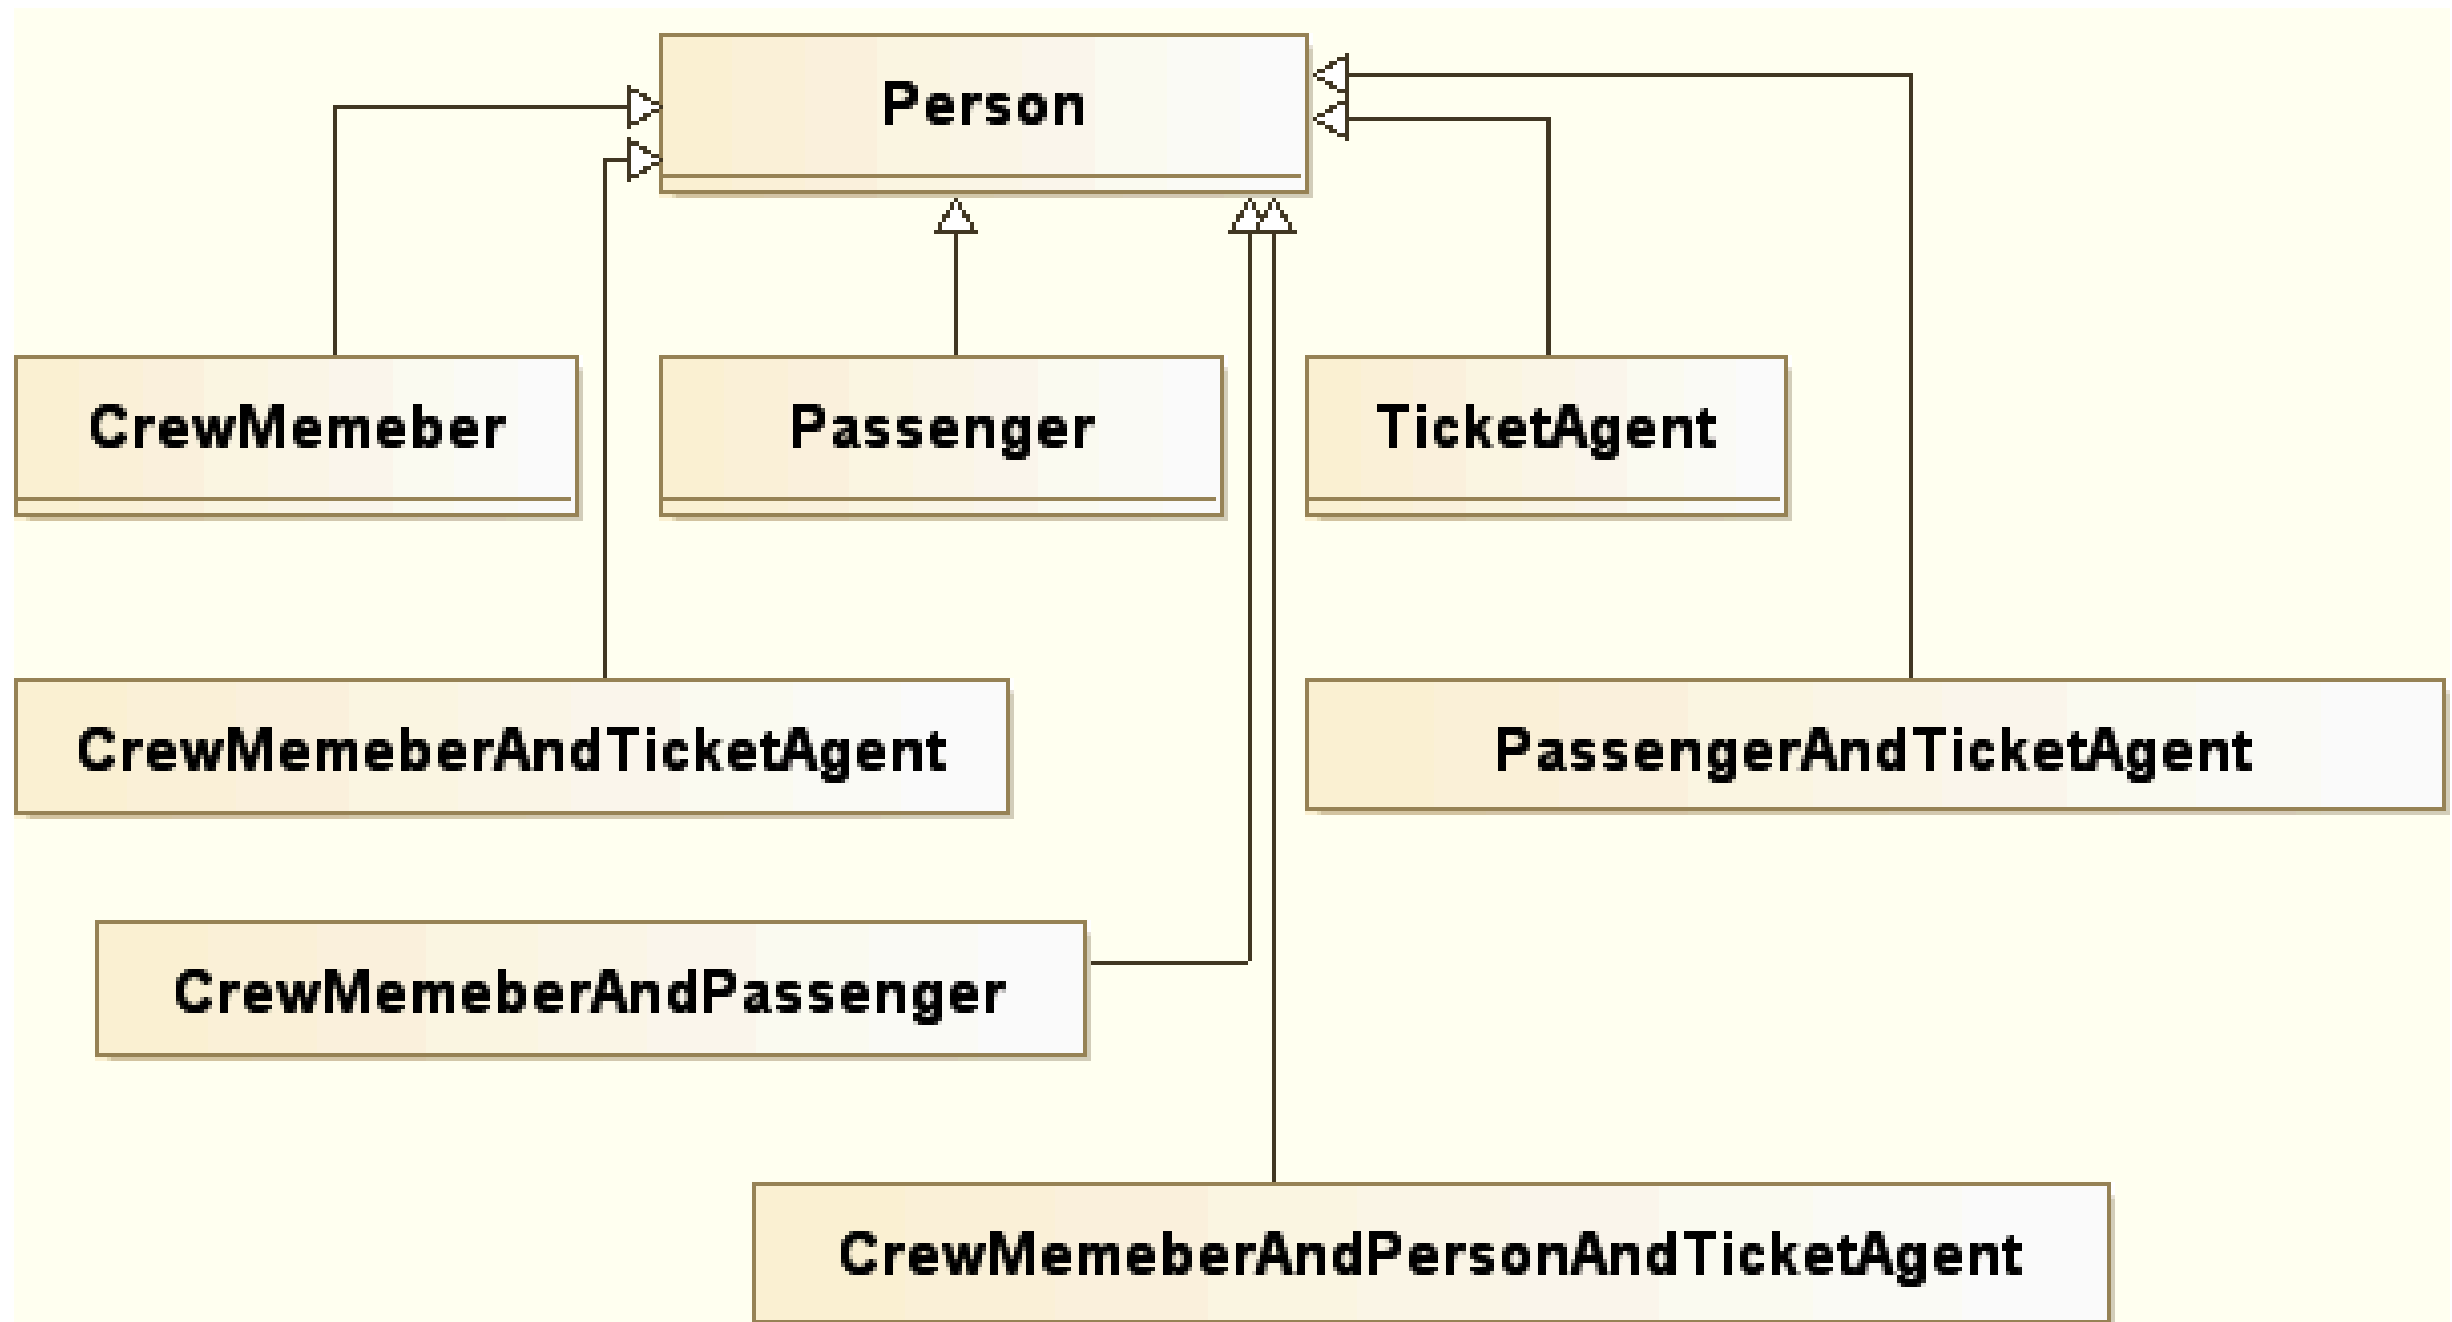 Person
CrewMemeber
Passenger
TicketAgent
CrewMemeberAndTicketAgent
PassengerAndTicketAgent
CrewMemeberAndPassenger
CrewMemeberAndPersonAndTicketAgent